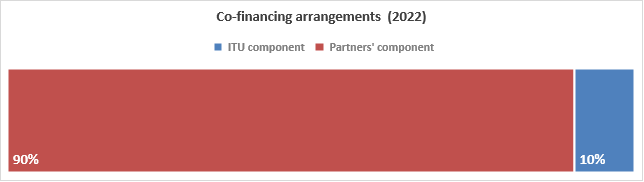 Co-financing arrangements  (2022)
ITU component Partners' component
90% 10%